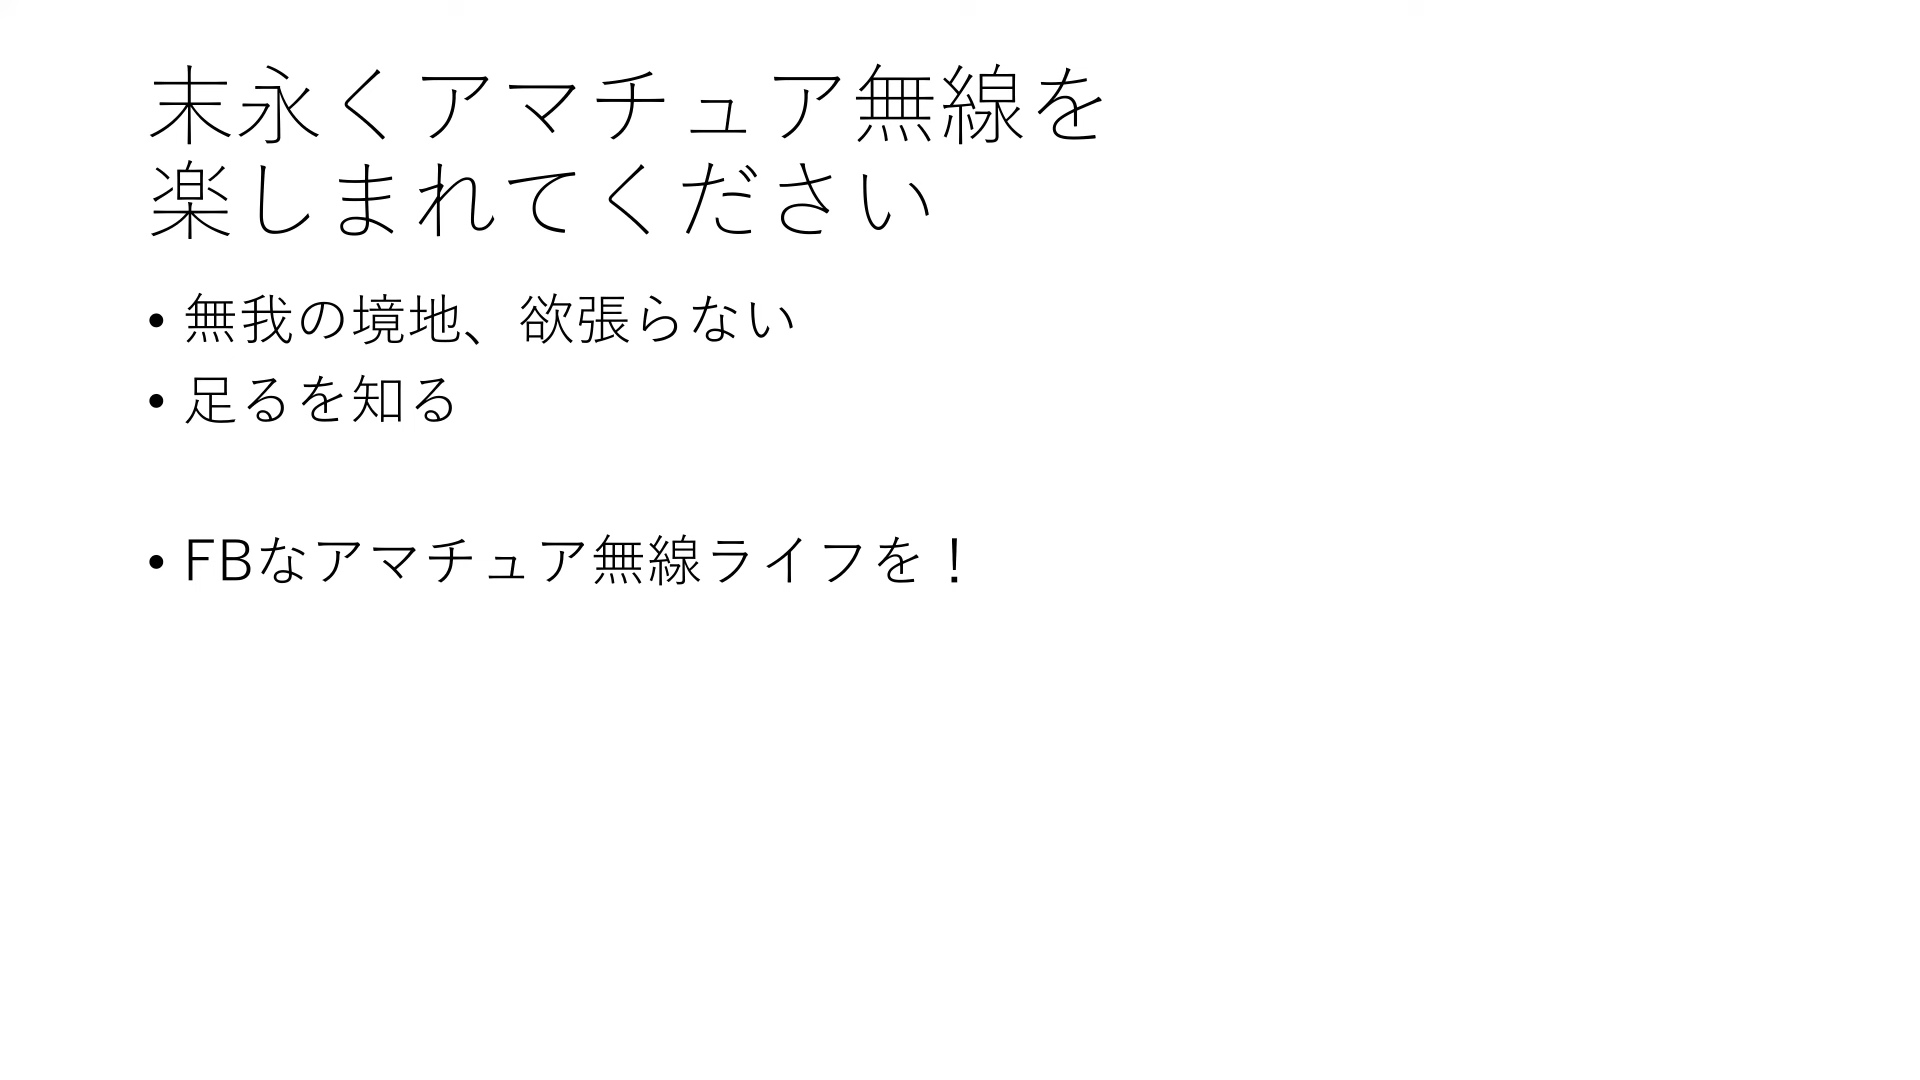 末永くアマチュア無線を
楽しまれてください
• 無我の境地、欲張らない
• 足るを知る
• FBなアマチュア無線ライフを！